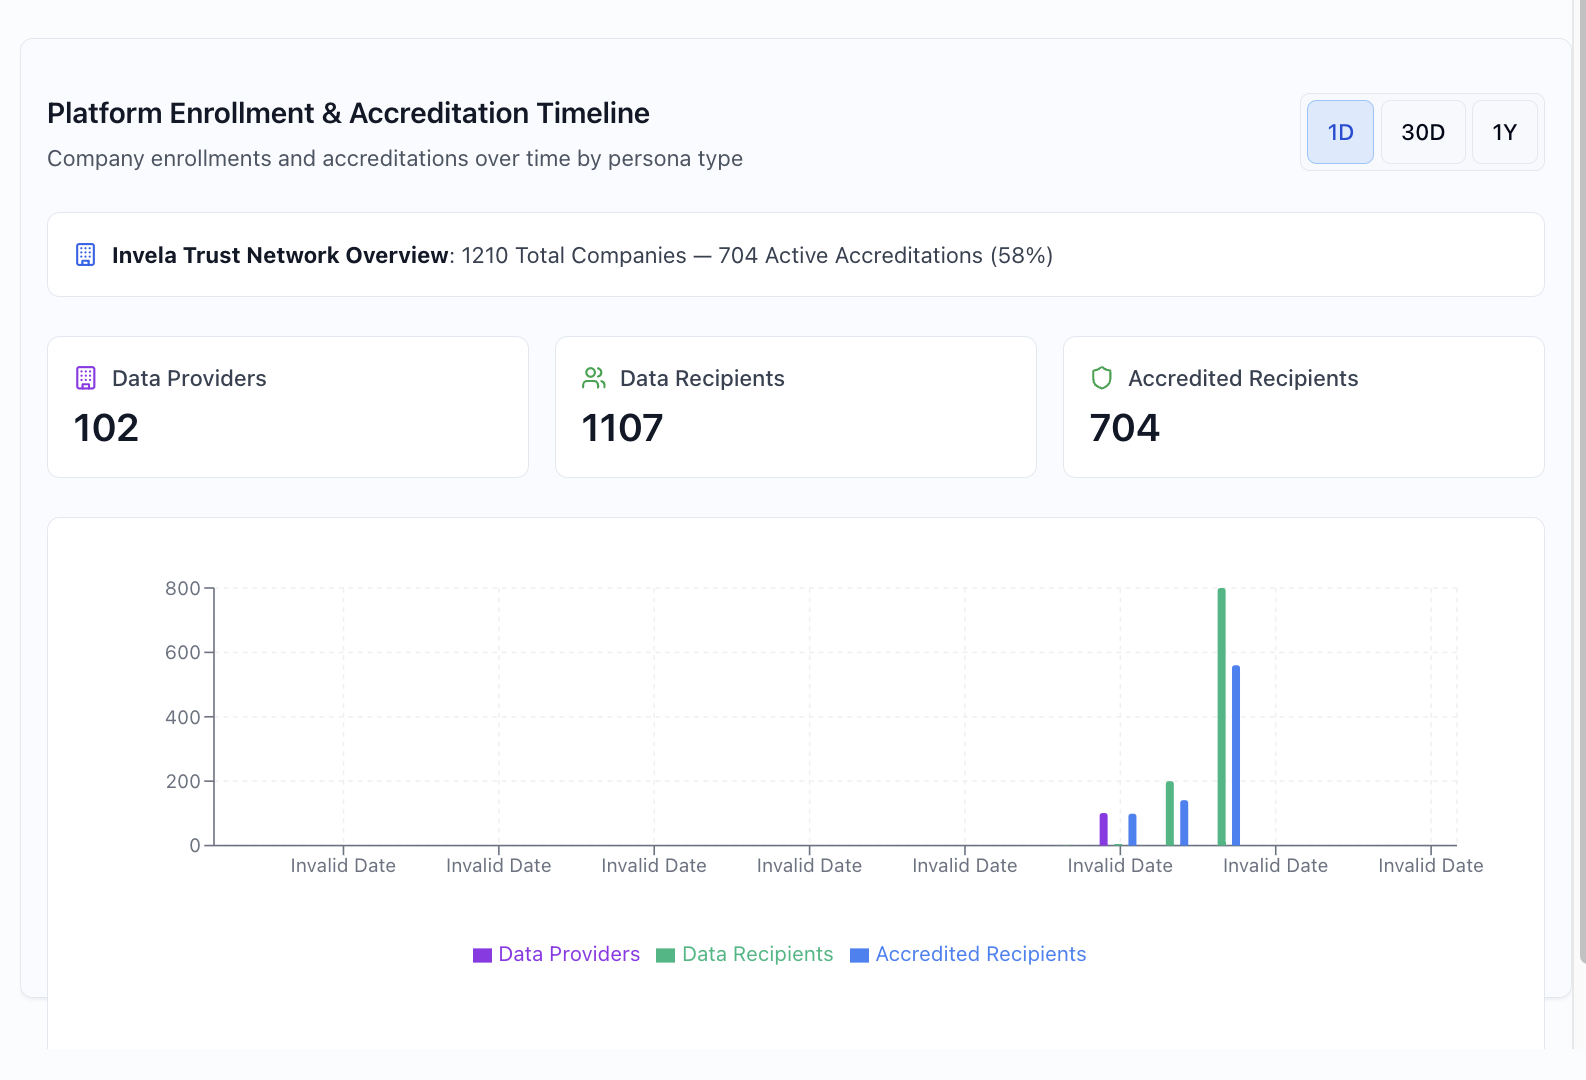 Platform Enrollment & Accreditation Timeline
Company enrollments and accreditations over time by persona type
1D 30D 1Y
Invela Trust Network Overview: 1210 Total Companies — 704 Active Accreditations (58%)
Data Providers
102
Data Recipients
1107
Accredited Recipients
704
800
600
400
200
0
Invalid Date Invalid Date Invalid Date Invalid Date Invalid Date Invalid Date Invalid Date Invalid Date
Data Providers Data Recipients Accredited Recipients